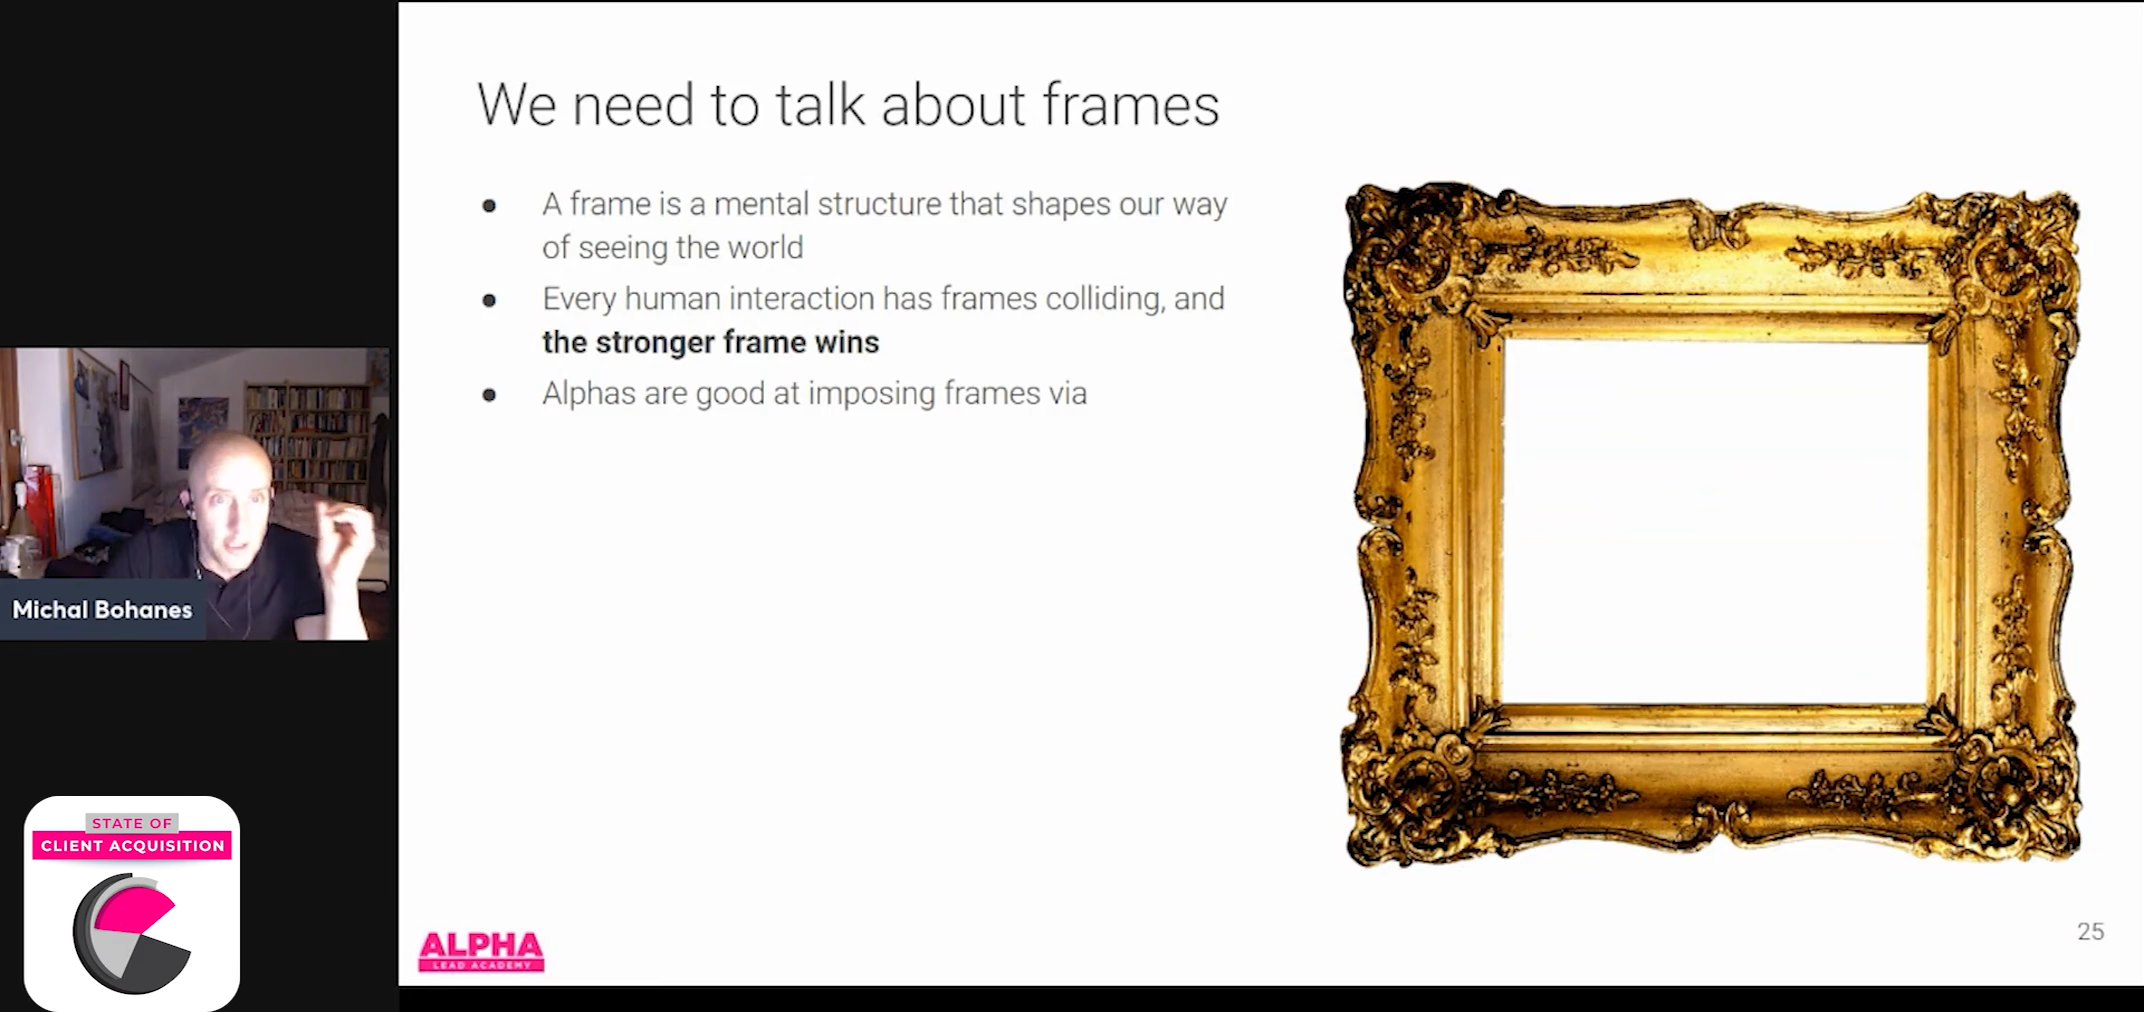 We need to talk about frames
● A frame is a mental structure that shapes our way
of seeing the world
● Every human interaction has frames colliding, and
the stronger frame wins
● Alphas are good at imposing frames via
Michal Bohanes
STATE OF
CLIENT ACQUISITION
ALPHA
LEAD ACADEMY
25